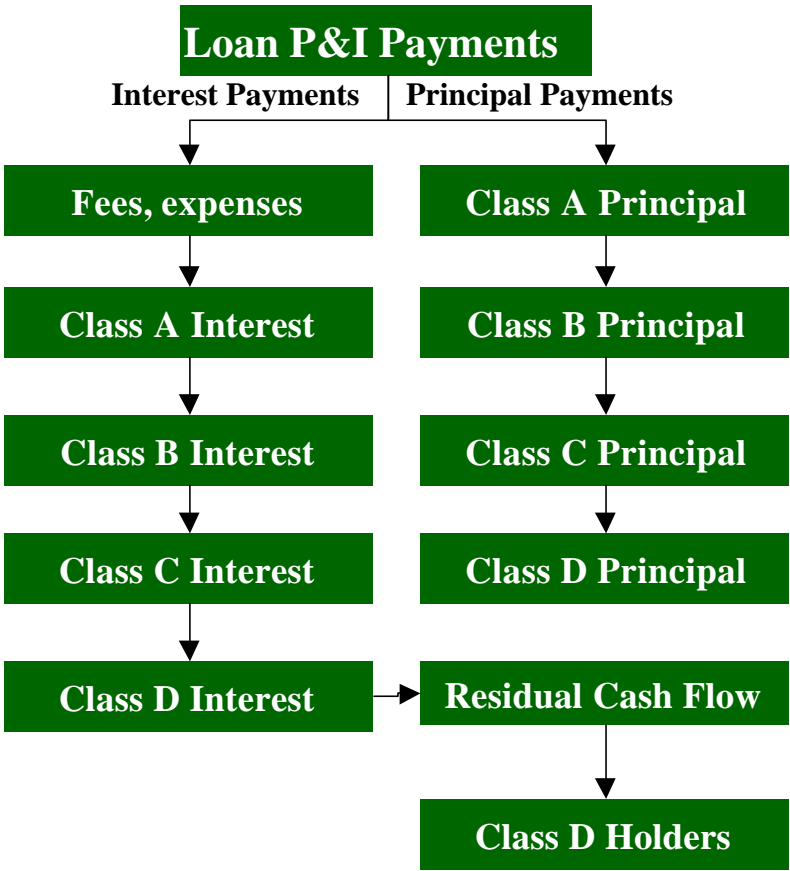 Loan P&I Payments
Interest Payments
Principal Payments
Fees, expenses
Class A Principal
Class A Interest
Class B Principal
Class B Interest
Class C Principal
Class C Interest
Class D Principal
Class D Interest
Residual Cash Flow
Class D Holders